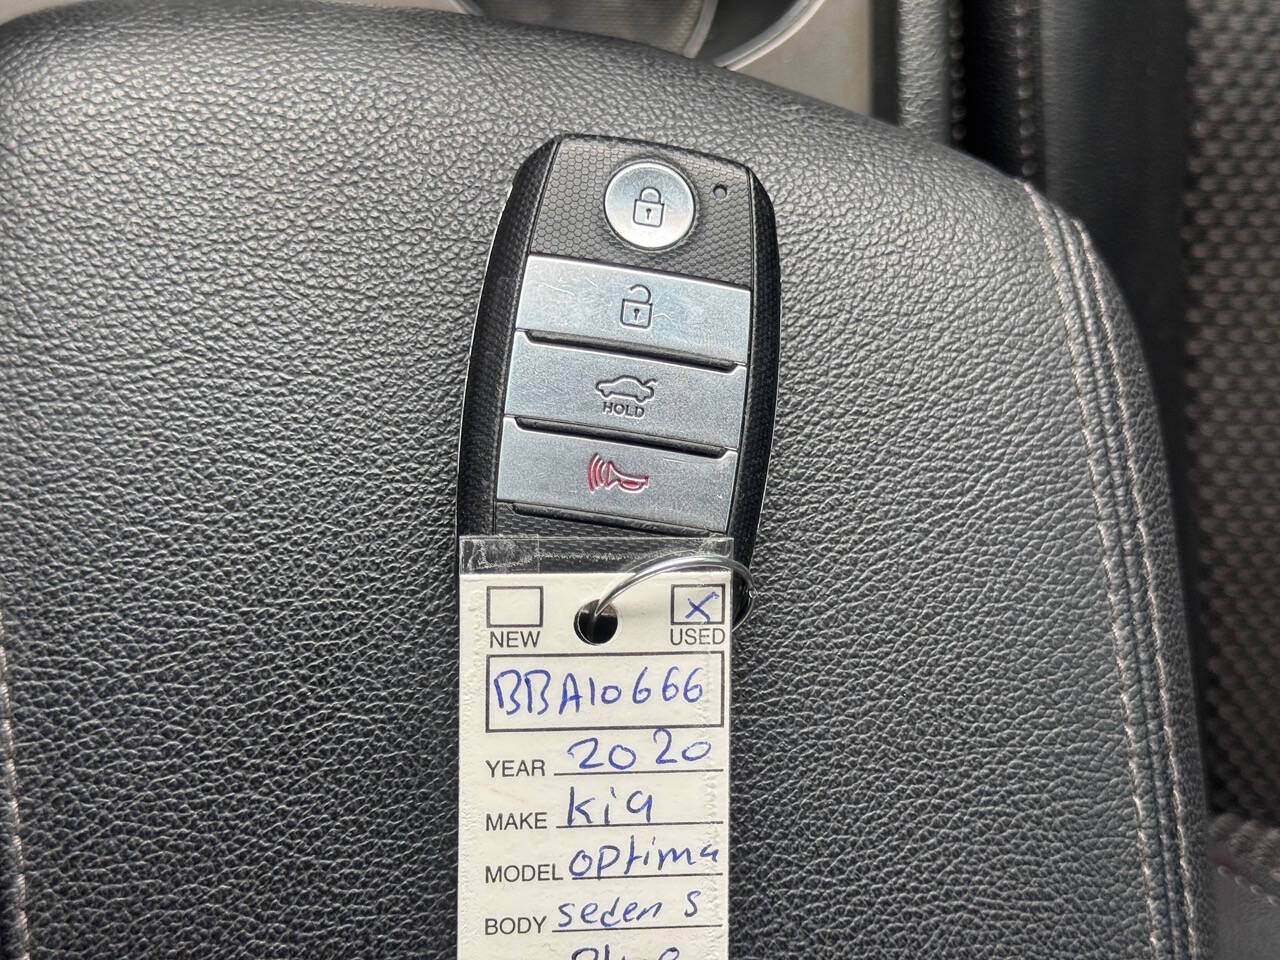 HOLD
NEW X USED
BBA10666
YEAR 2020
MAKE kia
MODEL optima
BODY seden S